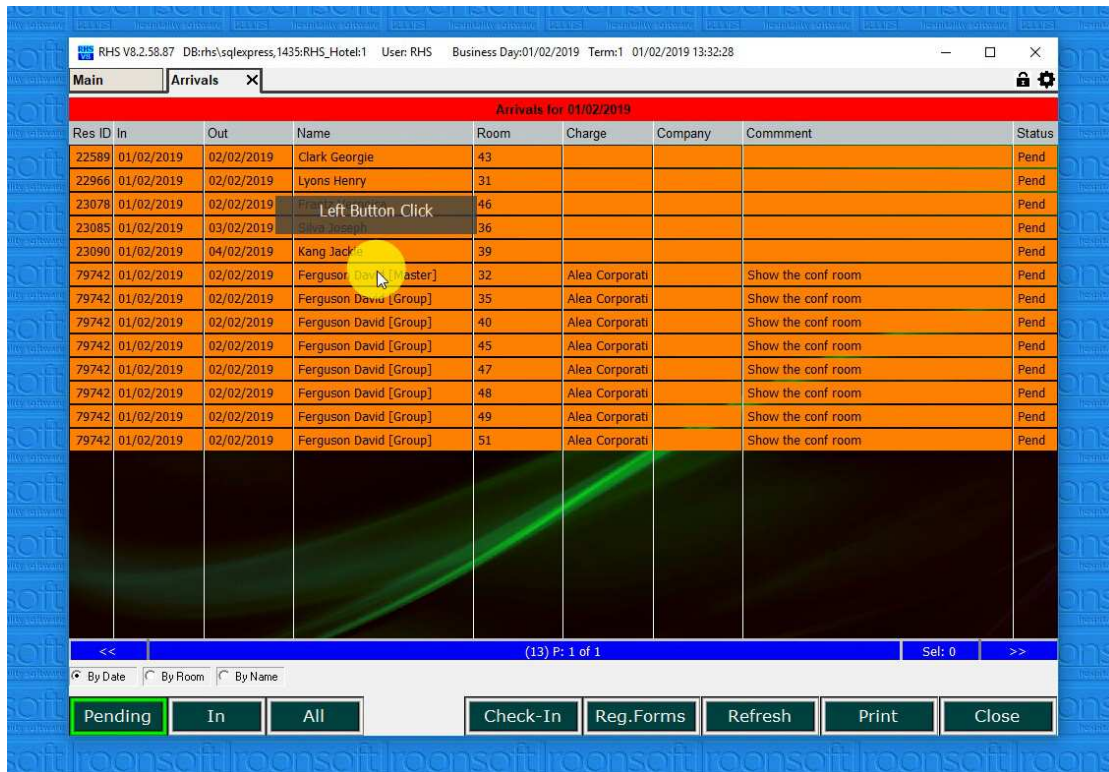 RHS VS RHS V8.2.58.87 DB:rhs\sqlexpress,1435:RHS_Hotel:1 User: RHS Business Day:01/02/2019 Term:1 01/02/2019 13:32:28
Main Arrivals X
Arrivals for 01/02/2019
Res ID In Out Name Room Charge Company Commment Status
22589 01/02/2019 02/02/2019 Clark Georgie 43 Pend
22966 01/02/2019 02/02/2019 Lyons Henry 31 Pend
23078 01/02/2019 02/02/2019 46 Pend
Left Button Click
23085 01/02/2019 03/02/2019 Silva Joseph 36 Pend
23090 01/02/2019 04/02/2019 Kang Jackie 39 Pend
79742 01/02/2019 02/02/2019 Ferguson David [Master] 32 Alea Corporati Show the conf room Pend
79742 01/02/2019 02/02/2019 Ferguson David [Group] 35 Alea Corporati Show the conf room Pend
79742 01/02/2019 02/02/2019 Ferguson David [Group] 40 Alea Corporati Show the conf room Pend
79742 01/02/2019 02/02/2019 Ferguson David [Group] 45 Alea Corporati Show the conf room Pend
79742 01/02/2019 02/02/2019 Ferguson David [Group] 47 Alea Corporati Show the conf room Pend
79742 01/02/2019 02/02/2019 Ferguson David [Group] 48 Alea Corporati Show the conf room Pend
79742 01/02/2019 02/02/2019 Ferguson David [Group] 49 Alea Corporati Show the conf room Pend
79742 01/02/2019 02/02/2019 Ferguson David [Group] 51 Alea Corporati Show the conf room Pend
<< (13) P: 1 of 1 Sel: 0 >>
By Date By Room By Name
Pending In All Check-In Reg.Forms Refresh Print Close